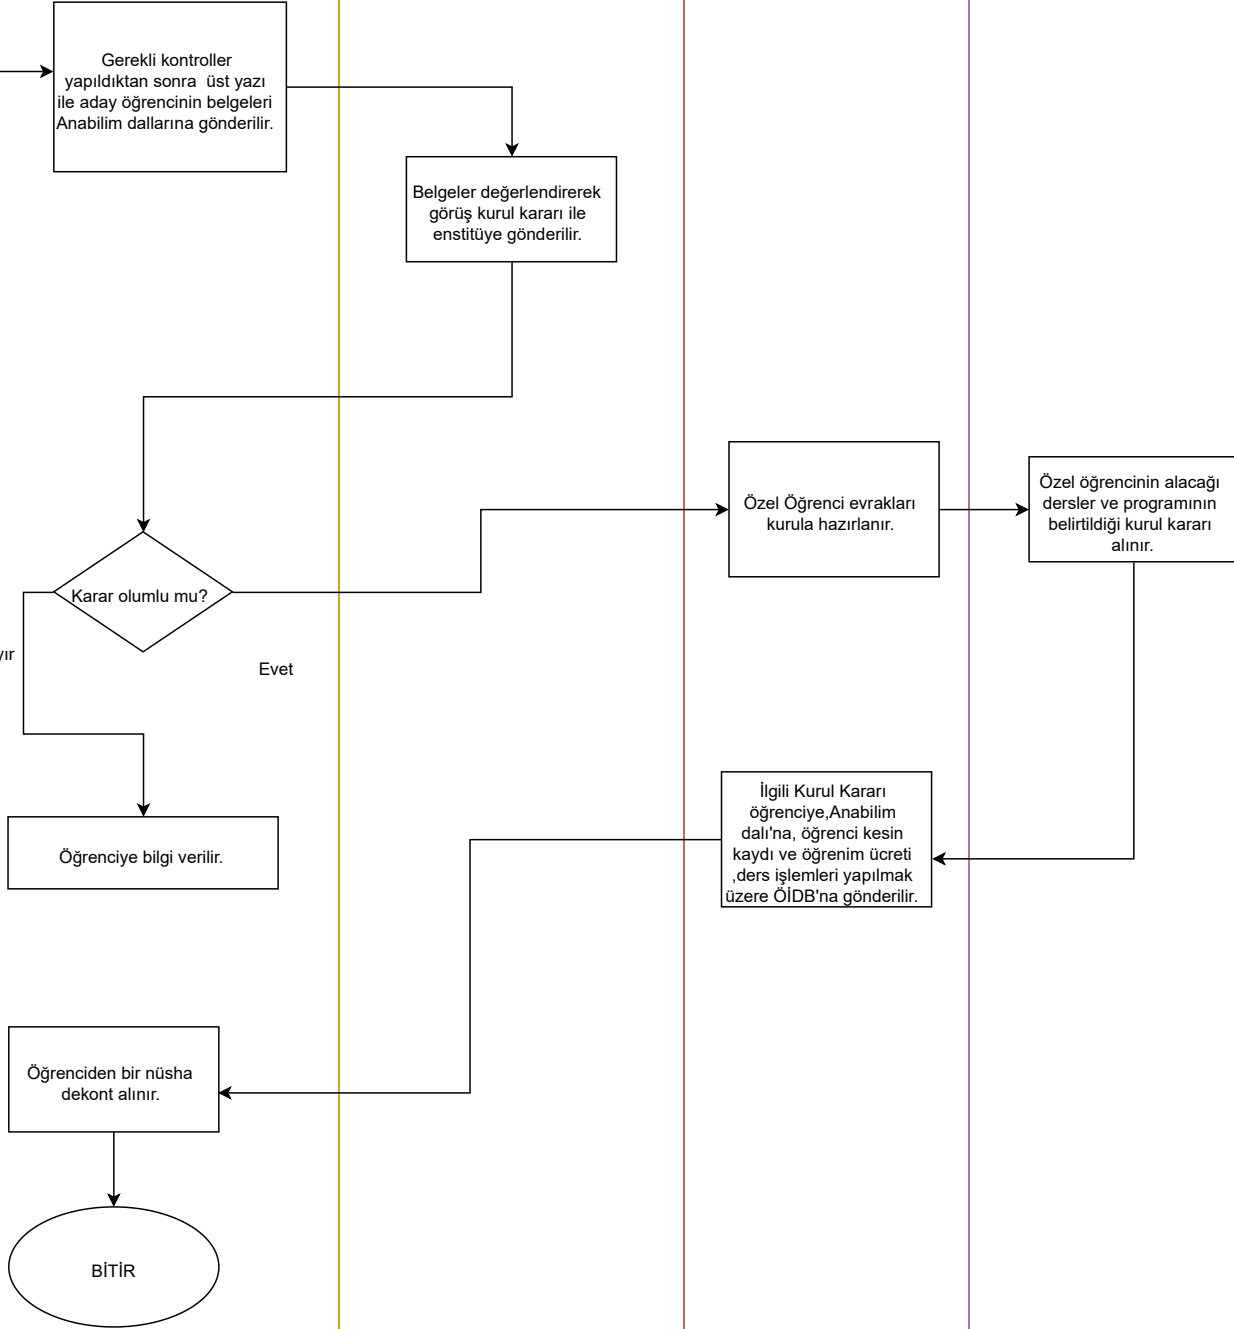 Gerekli kontroller
yapıldıktan sonra  üst yazı
ile aday öğrencinin belgeleri
Anabilim dallarına gönderilir.
Belgeler değerlendirerek
görüş kurul kararı ile
enstitüye gönderilir.
Özel Öğrenci evrakları
kurula hazırlanır.
Özel öğrencinin alacağı
dersler ve programının
belirtildiği kurul kararı
alınır.
Karar olumlu mu?
Evet
Öğrenciye bilgi verilir.
İlgili Kurul Kararı
öğrenciye,Anabilim
dalı'na, öğrenci kesin
kaydı ve öğrenim ücreti
,ders işlemleri yapılmak
üzere ÖİDB'na gönderilir.
Öğrenciden bir nüsha
dekont alınır.
BİTİR